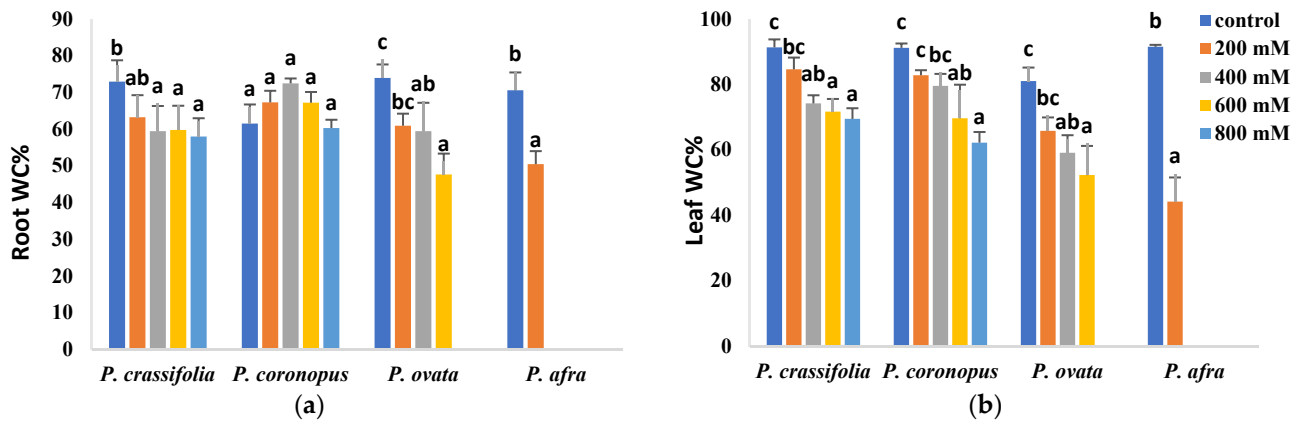 90
80
70
60
50
40
30
20
10
0
Root WC%
b
ab
a
a
a
a
a
a
a
a
c
bc
ab
a
b
a
P. crassifolia
P. coronopus
P. ovata
P. afra
(a)
100
80
60
40
20
0
Leaf WC%
c
bc
ab
a
a
c
c
bc
ab
a
c
bc
ab
a
b
a
control
200 mM
400 mM
600 mM
800 mM
P. crassifolia
P. coronopus
P. ovata
P. afra
(b)